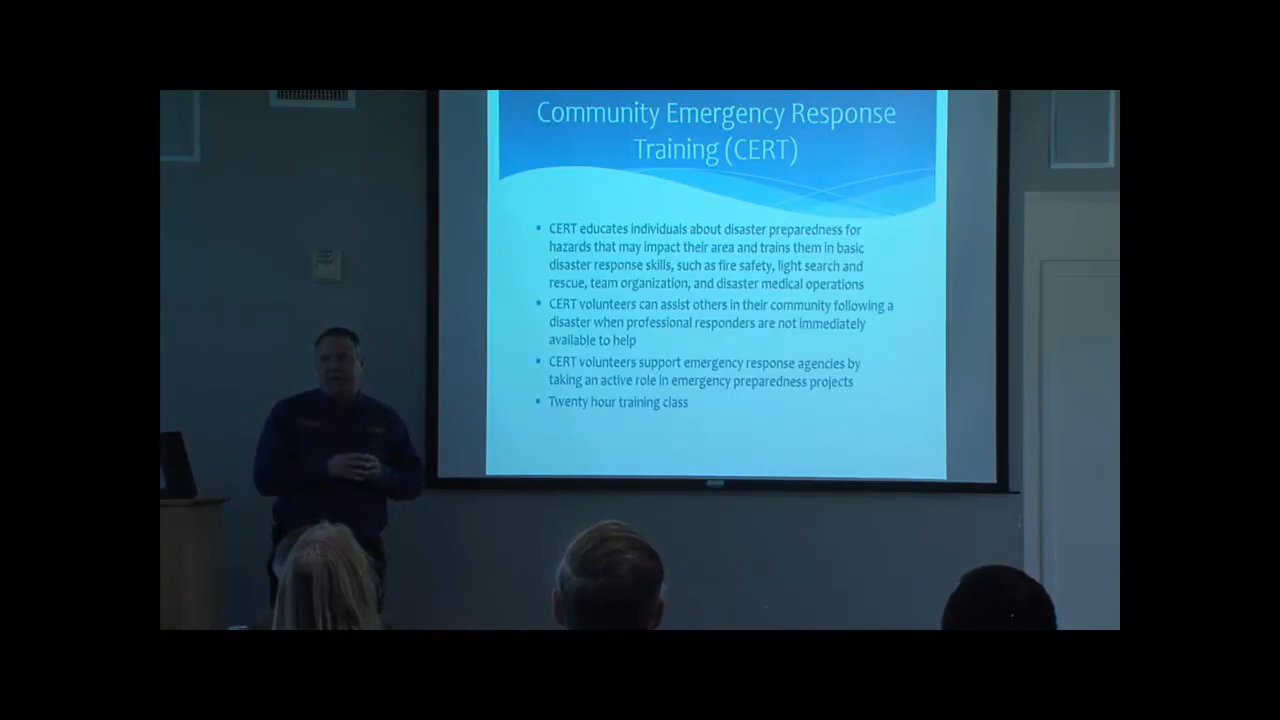 Community Emergency Response
Training (CERT)
▪ CERT educates individuals about disaster preparedness for
hazards that may impact their area and trains them in basic
disaster response skills, such as fire safety, light search and
rescue, team organization, and disaster medical operations
▪ CERT volunteers can assist others in their community following a
disaster when professional responders are not immediately
available to help
▪ CERT volunteers support emergency response agencies by
taking an active role in emergency preparedness projects
▪ Twenty hour training class